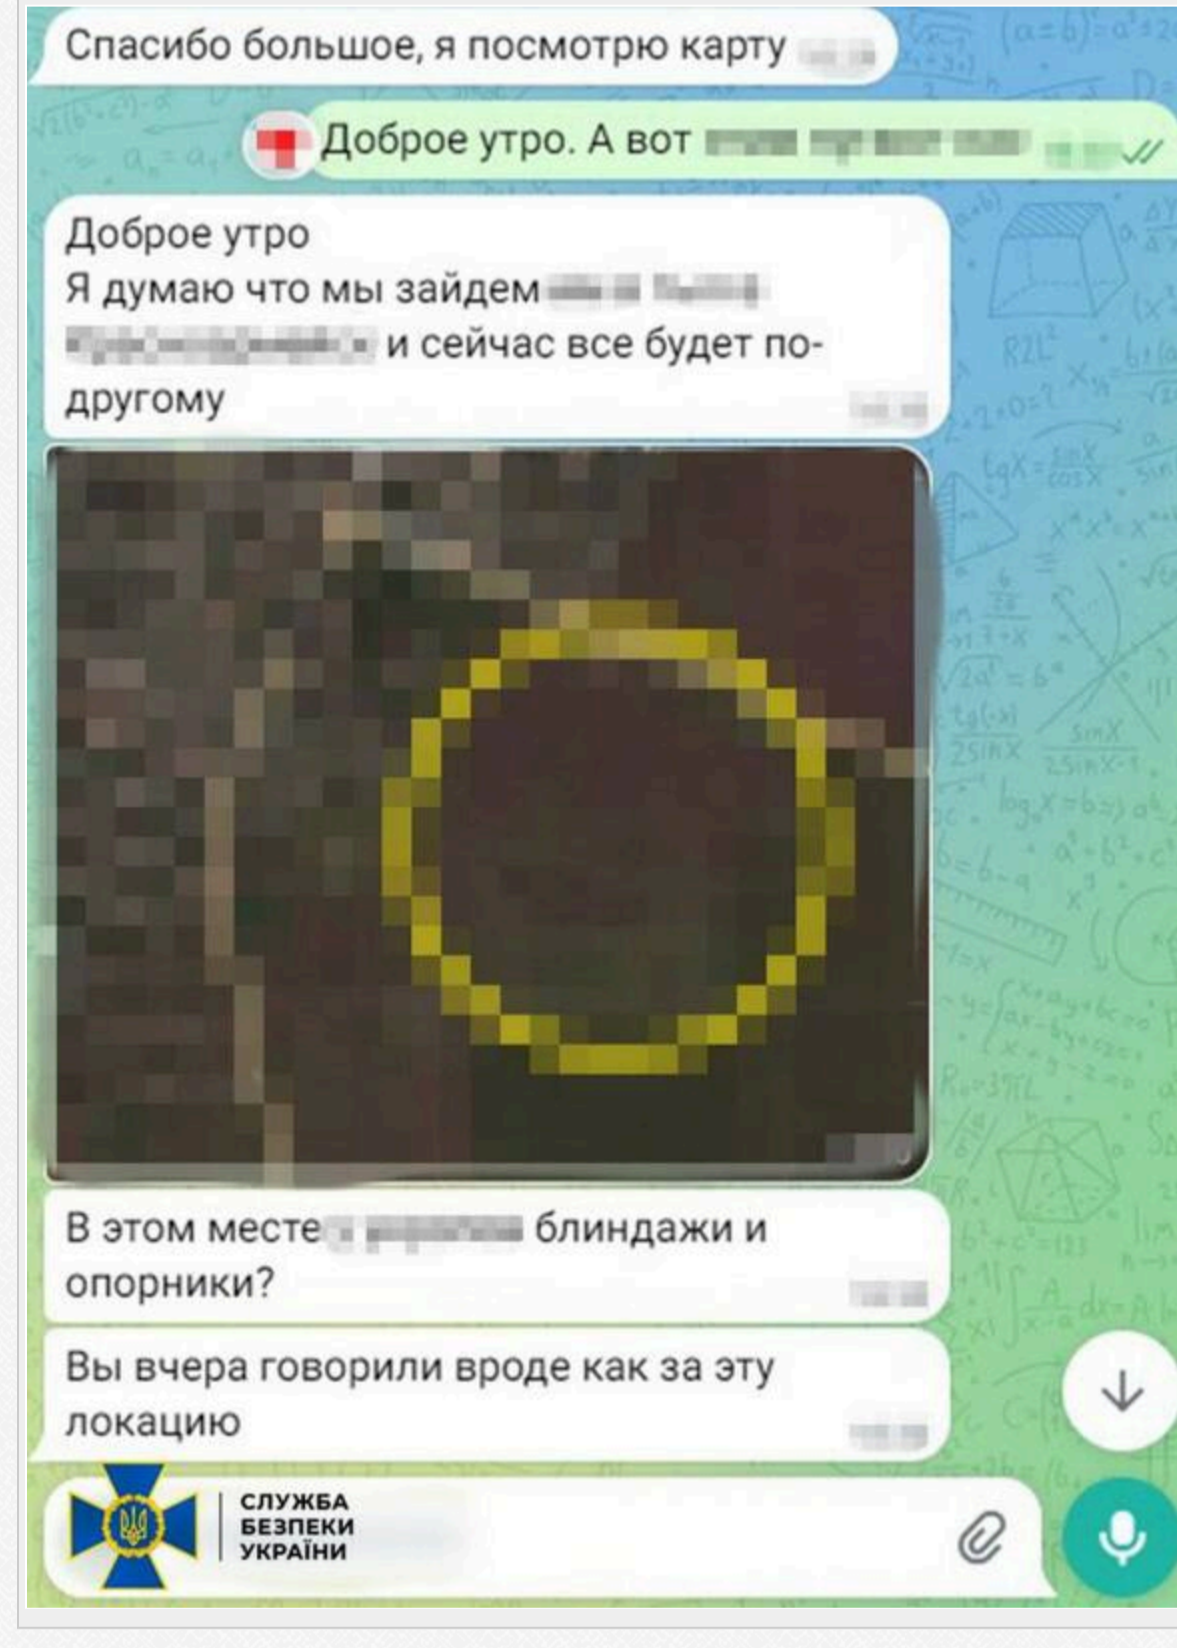 Спасибо большое, я посмотрю карту
Доброе утро. А вот
Доброе утро
Я думаю что мы зайдем
и сейчас все будет по-
другому
В этом месте блиндажи и
опорники?
Вы вчера говорили вроде как за эту
локацию
СЛУЖБА
БЕЗПЕКИ
УКРАЇНИ